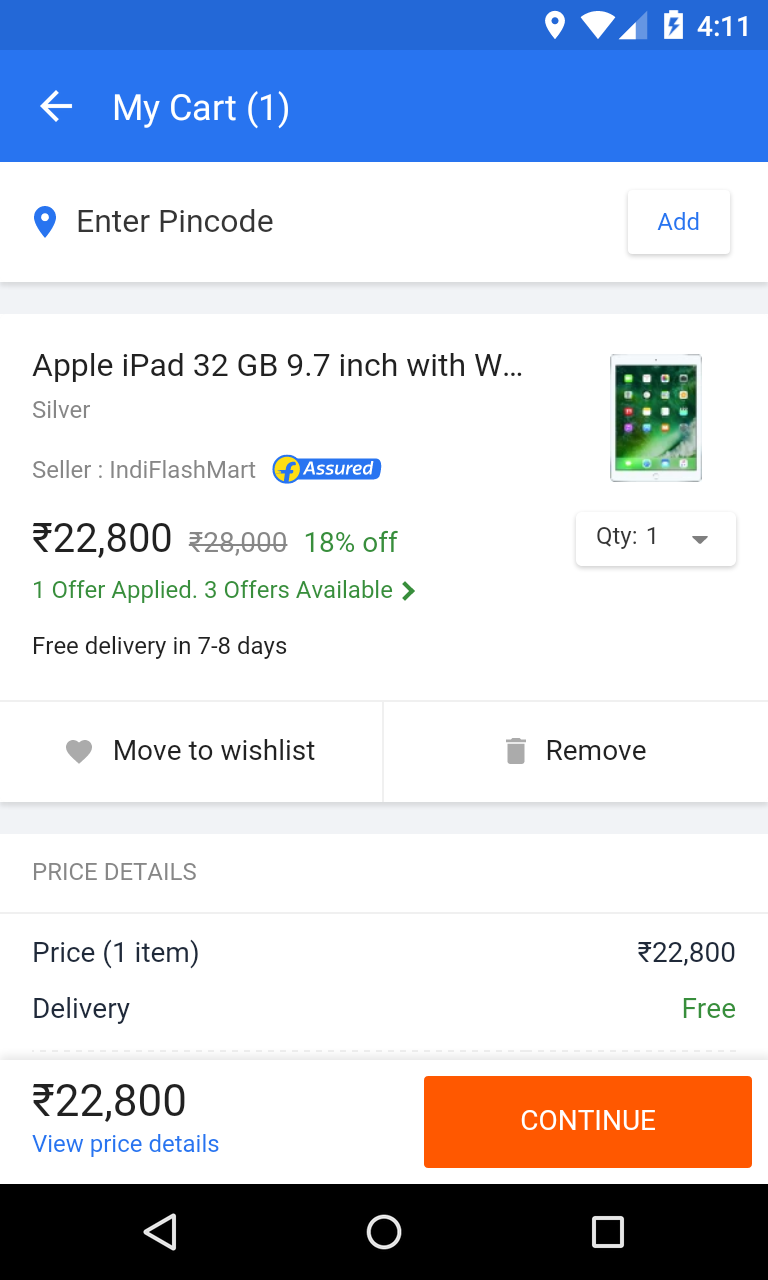 4:11
My Cart (1)
Enter Pincode
Add
Apple iPad 32 GB 9.7 inch with W...
Silver
Seller : IndiFlashMart Assured
₹22,800 ₹28,000 18% off
Qty: 1
1 Offer Applied. 3 Offers Available
Free delivery in 7-8 days
Move to wishlist
Remove
PRICE DETAILS
Price (1 item) ₹22,800
Delivery Free
₹22,800
View price details
CONTINUE